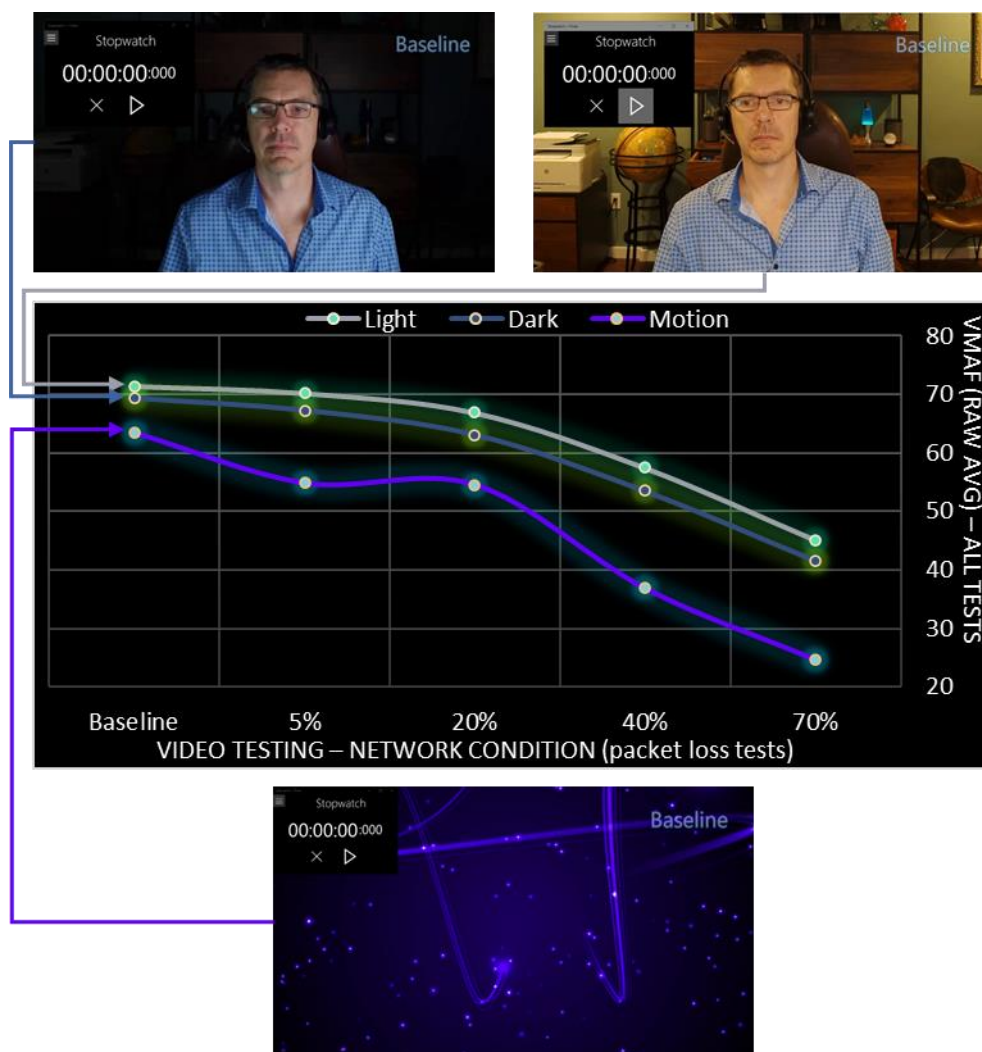 Stopwatch
Baseline
00:00:00:000
Stopwatch
Baseline
00:00:00:000
Light
Dark
Motion
80
70
60
50
40
30
20
VMAF (RAW AVG) – ALL TESTS
Baseline
5%
20%
40%
70%
VIDEO TESTING – NETWORK CONDITION (packet loss tests)
Stopwatch
Baseline
00:00:00:000